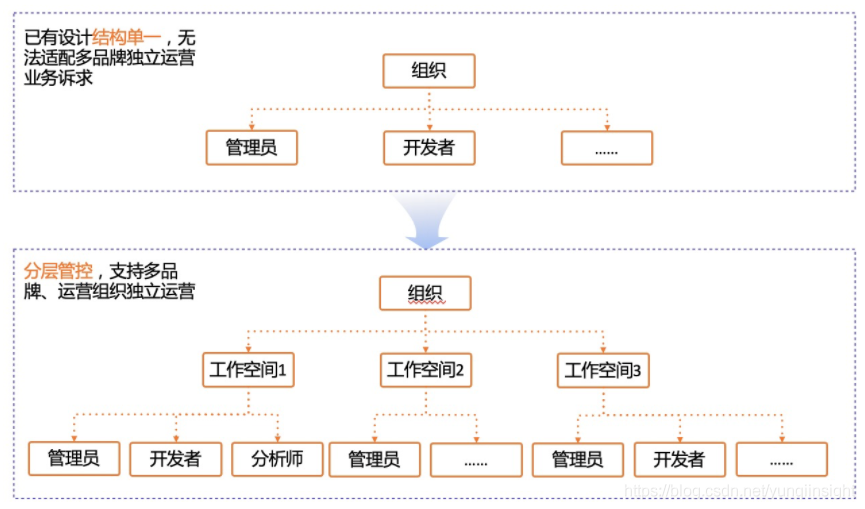 已有设计结构单一，无
法适配多品牌独立运营
业务诉求
组织
管理员
开发者
......
分层管控，支持多品
牌、运营组织独立运营
组织
工作空间1
工作空间2
工作空间3
管理员
开发者
分析师
管理员
......
管理员
开发者
......
https://blog.csdn.net/yunqiinsight